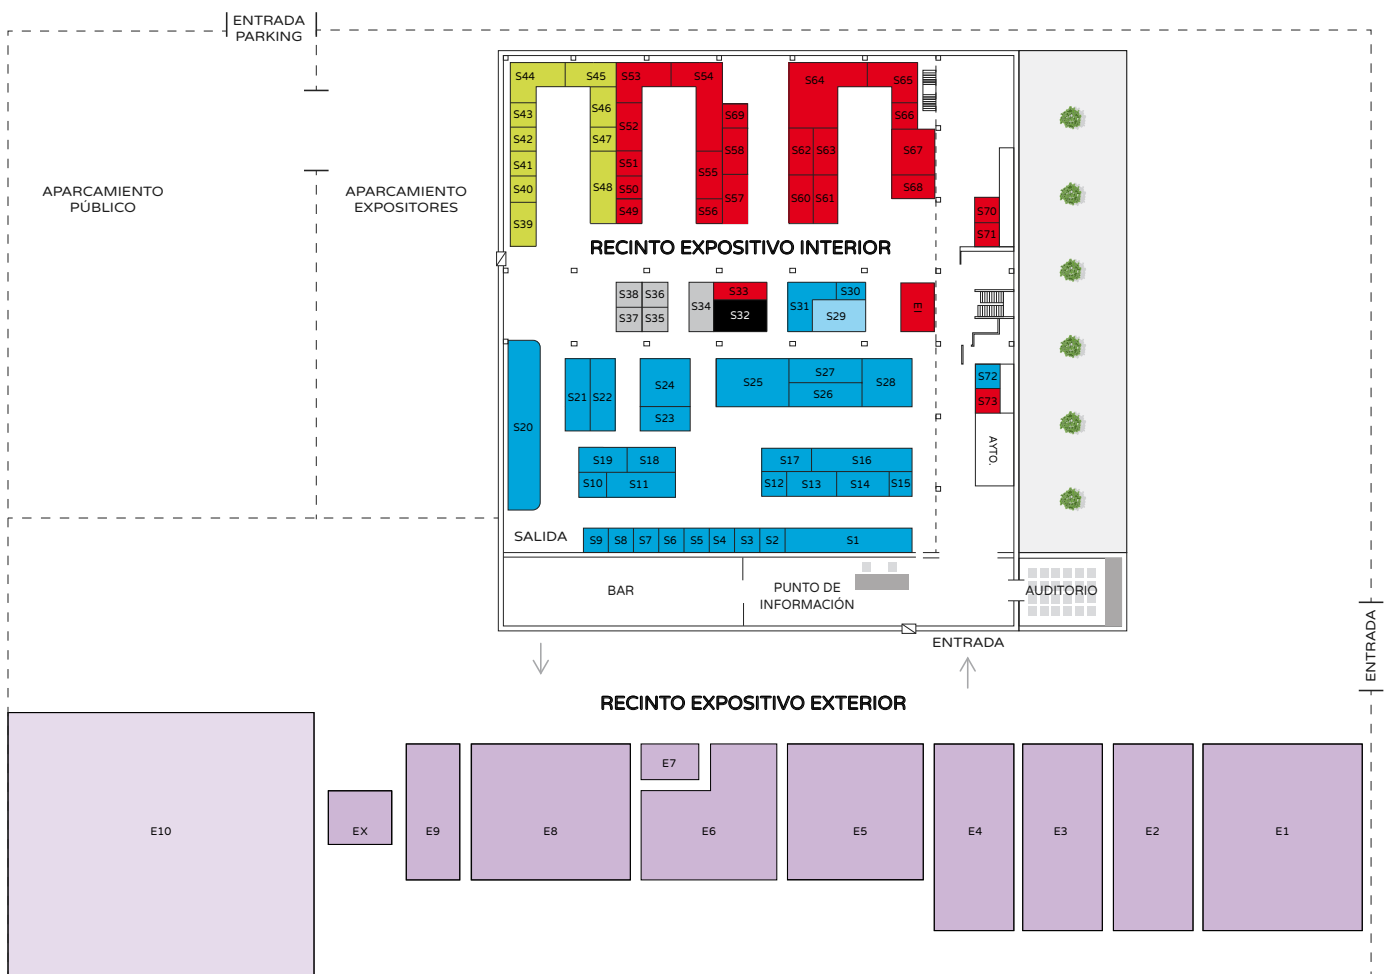 ENTRADA
PARKING
APARCAMIENTO
PÚBLICO
APARCAMIENTO
EXPOSITORES
S44
S45
S53
S54
S64
S65
S43
S46
S52
S69
S66
S42
S47
S58
S62
S63
S67
S41
S51
S55
S40
S48
S50
S57
S60
S61
S68
S39
S49
S56
S70
S71
RECINTO EXPOSITIVO INTERIOR
S38
S36
S34
S33
S31
S30
S37
S35
S32
S29
E1
S20
S21
S22
S24
S23
S25
S27
S26
S28
S72
S73
AYTO.
S19
S18
S17
S16
S10
S11
S12
S13
S14
S15
SALIDA
S9
S8
S7
S6
S5
S4
S3
S2
S1
BAR
PUNTO DE
INFORMACIÓN
AUDITORIO
ENTRADA
ENTRADA
RECINTO EXPOSITIVO EXTERIOR
E10
EX
E9
E8
E7
E6
E5
E4
E3
E2
E1